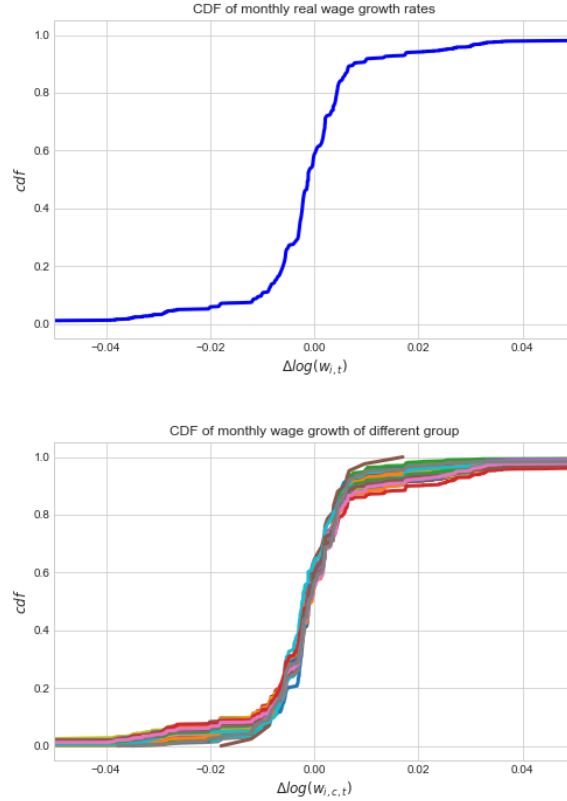 CDF of monthly real wage growth rates
1.0
0.8
0.6
0.4
0.2
0.0
cdf
−0.04 −0.02 0.00 0.02 0.04
Δlog(w_{i,t})
CDF of monthly wage growth of different group
1.0
0.8
0.6
0.4
0.2
0.0
cdf
−0.04 −0.02 0.00 0.02 0.04
Δlog(w_{i,c,t})